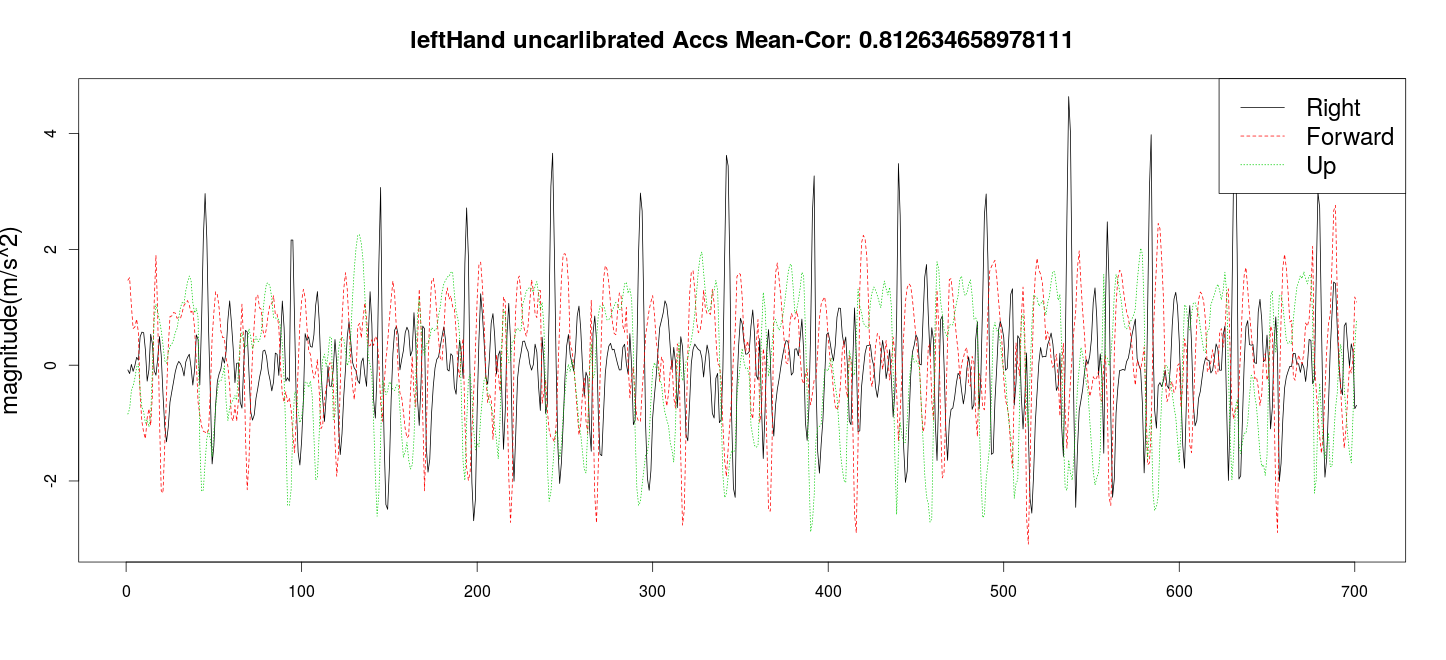 leftHand uncarlibrated Accs Mean-Cor: 0.812634658978111
Right
Forward
Up
magnitude(m/s^2)
4
2
0
-2
0 100 200 300 400 500 600 700